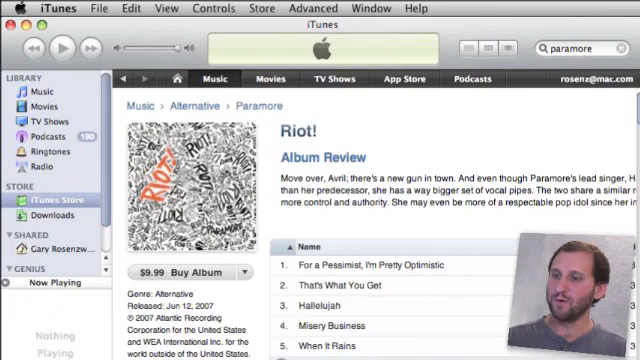 iTunes File Edit View Controls Store Advanced Window Help
iTunes
paramore
Music Movies TV Shows App Store Podcasts rosenz@mac.com
LIBRARY
Music
Movies
TV Shows
Podcasts 190
Ringtones
Radio
STORE
iTunes Store
Downloads
SHARED
Gary Rosenzw...
GENIUS
Now Playing
Nothing
Playing
Music Alternative Paramore
RIOT!
RIOT!
PARAMORE
$9.99 Buy Album
Genre: Alternative
Released: Jun 12, 2007
℗ 2007 Atlantic Recording
Corporation for the United States
and WEA International Inc. for the
world outside of the United States.
Riot!
Album Review
Move over, Avril; there's a new gun in town. And even though Paramore's lead singer, H
than her predecessor, she has a way bigger set of vocal pipes. The two share a similar
more control and authority. She may even be more of a respectable pop idol since her
Name
1. For a Pessimist, I'm Pretty Optimistic
2. That's What You Get
3. Hallelujah
4. Misery Business
5. When It Rains